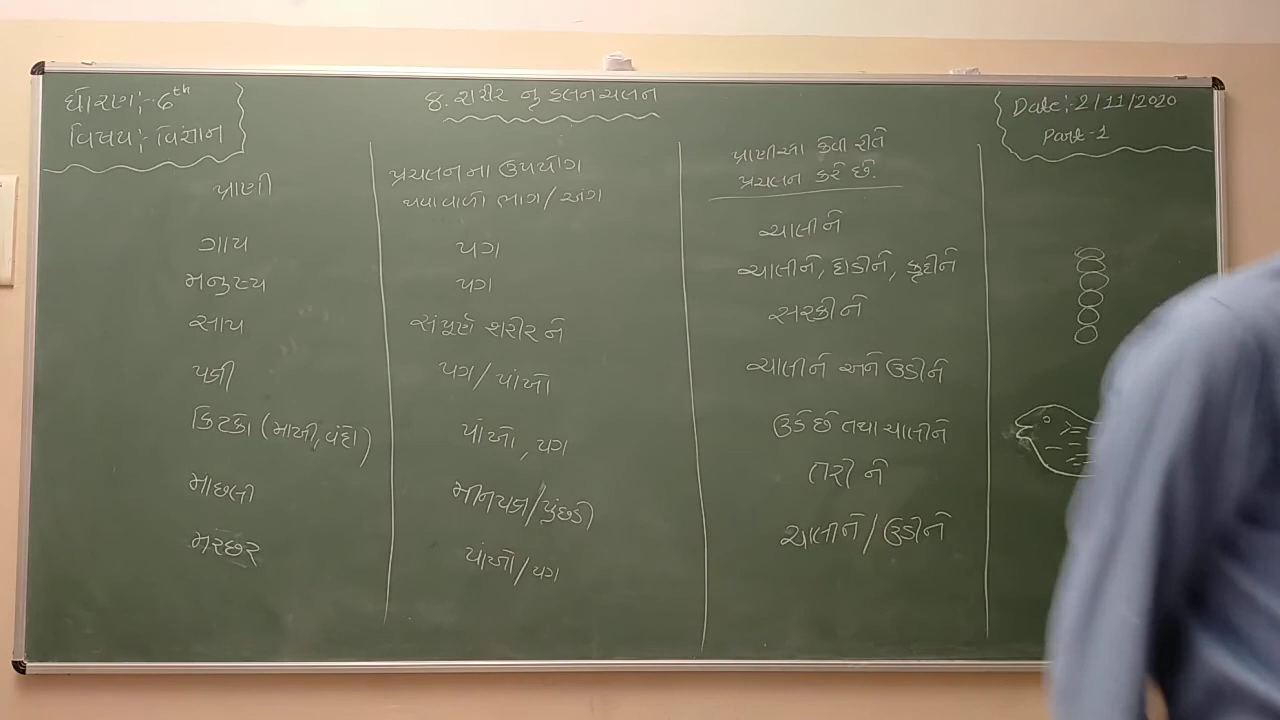 ધોરણ:- 6th
વિષય:- વિજ્ઞાન
૪. શરીર નુ હલનચલન
Date:- 2/11/2020
Part-1
પ્રાણી
પ્રચલનના ઉપયોગ
થવાવાળો ભાગ/અંગ
પ્રાણીઓ કેવી રીતે
પ્રચલન કરે છે.
ગાય
પગ
ચાલીને
મનુષ્ય
પગ
ચાલીને, દોડીને, કૂદીને
સાપ
સંપૂર્ણ શરીર ને
સરકીને
પક્ષી
પગ/પાંખો
ચાલીને અને ઉડીને
કિટકો (માખી, વંદો)
પાંખો, પગ
ઉડે છે તથા ચાલીને
માછલી
મીનપક્ષ/પુંછડી
તરી ને
મચ્છર
પાંખો/પગ
ચાલીને/ઉડીને